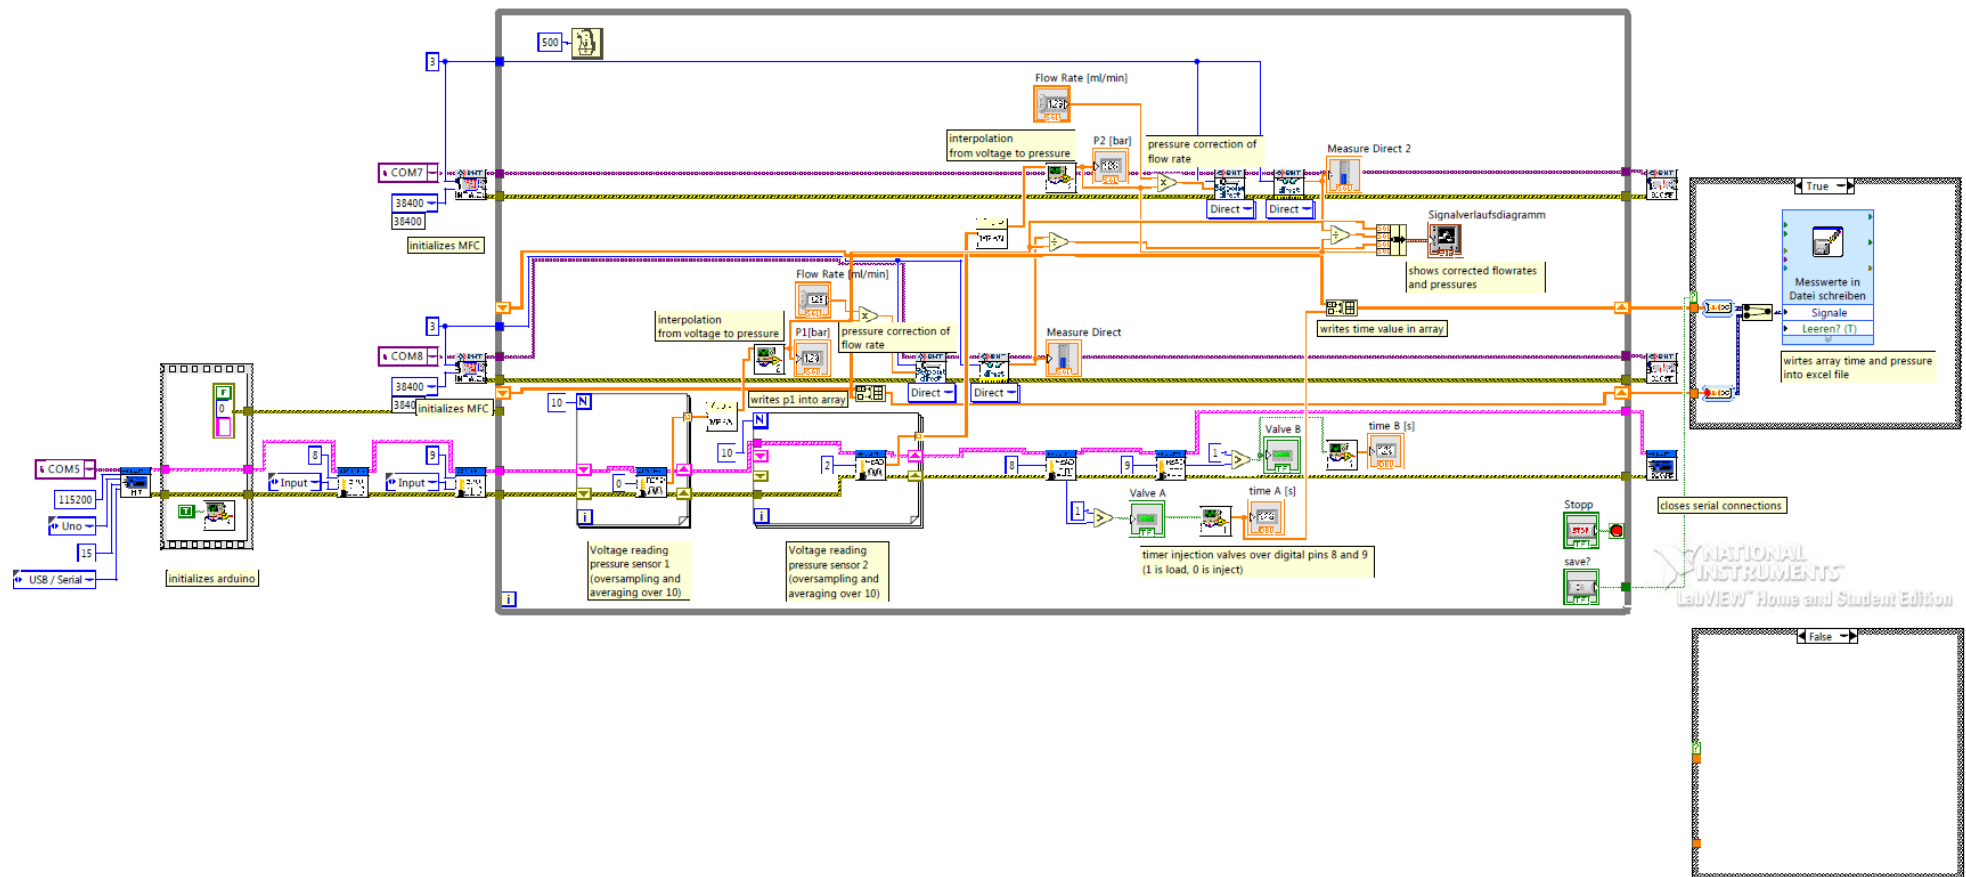 500
3
Flow Rate [ml/min]
interpolation
from voltage to pressure
P2 [bar]
pressure correction of
flow rate
Measure Direct 2
COM7
38400
38400
initializes MFC
Direct
Direct
Signalverlaufsdiagramm
shows corrected flowrates
and pressures
True
Messwerte in
Datei schreiben
Signale
Leeren? (T)
wirtes array time and pressure
into excel file
Flow Rate [ml/min]
interpolation
from voltage to pressure
P1[bar]
pressure correction of
flow rate
Measure Direct
writes time value in array
3
COM8
38400
3840
initializes MFC
Direct
Direct
writes p1 into array
0
10
N
N
10
COM5
115200
Uno
15
USB / Serial
T
initializes arduino
8
Input
9
Input
0
i
2
i
8
9
1
Valve B
time B [s]
1
Valve A
time A [s]
timer injection valves over digital pins 8 and 9
(1 is load, 0 is inject)
Voltage reading
pressure sensor 1
(oversampling and
averaging over 10)
Voltage reading
pressure sensor 2
(oversampling and
averaging over 10)
Stopp
STOP
save?
i
closes serial connections
NATIONAL
INSTRUMENTS
LabVIEW™ Home and Student Edition
False